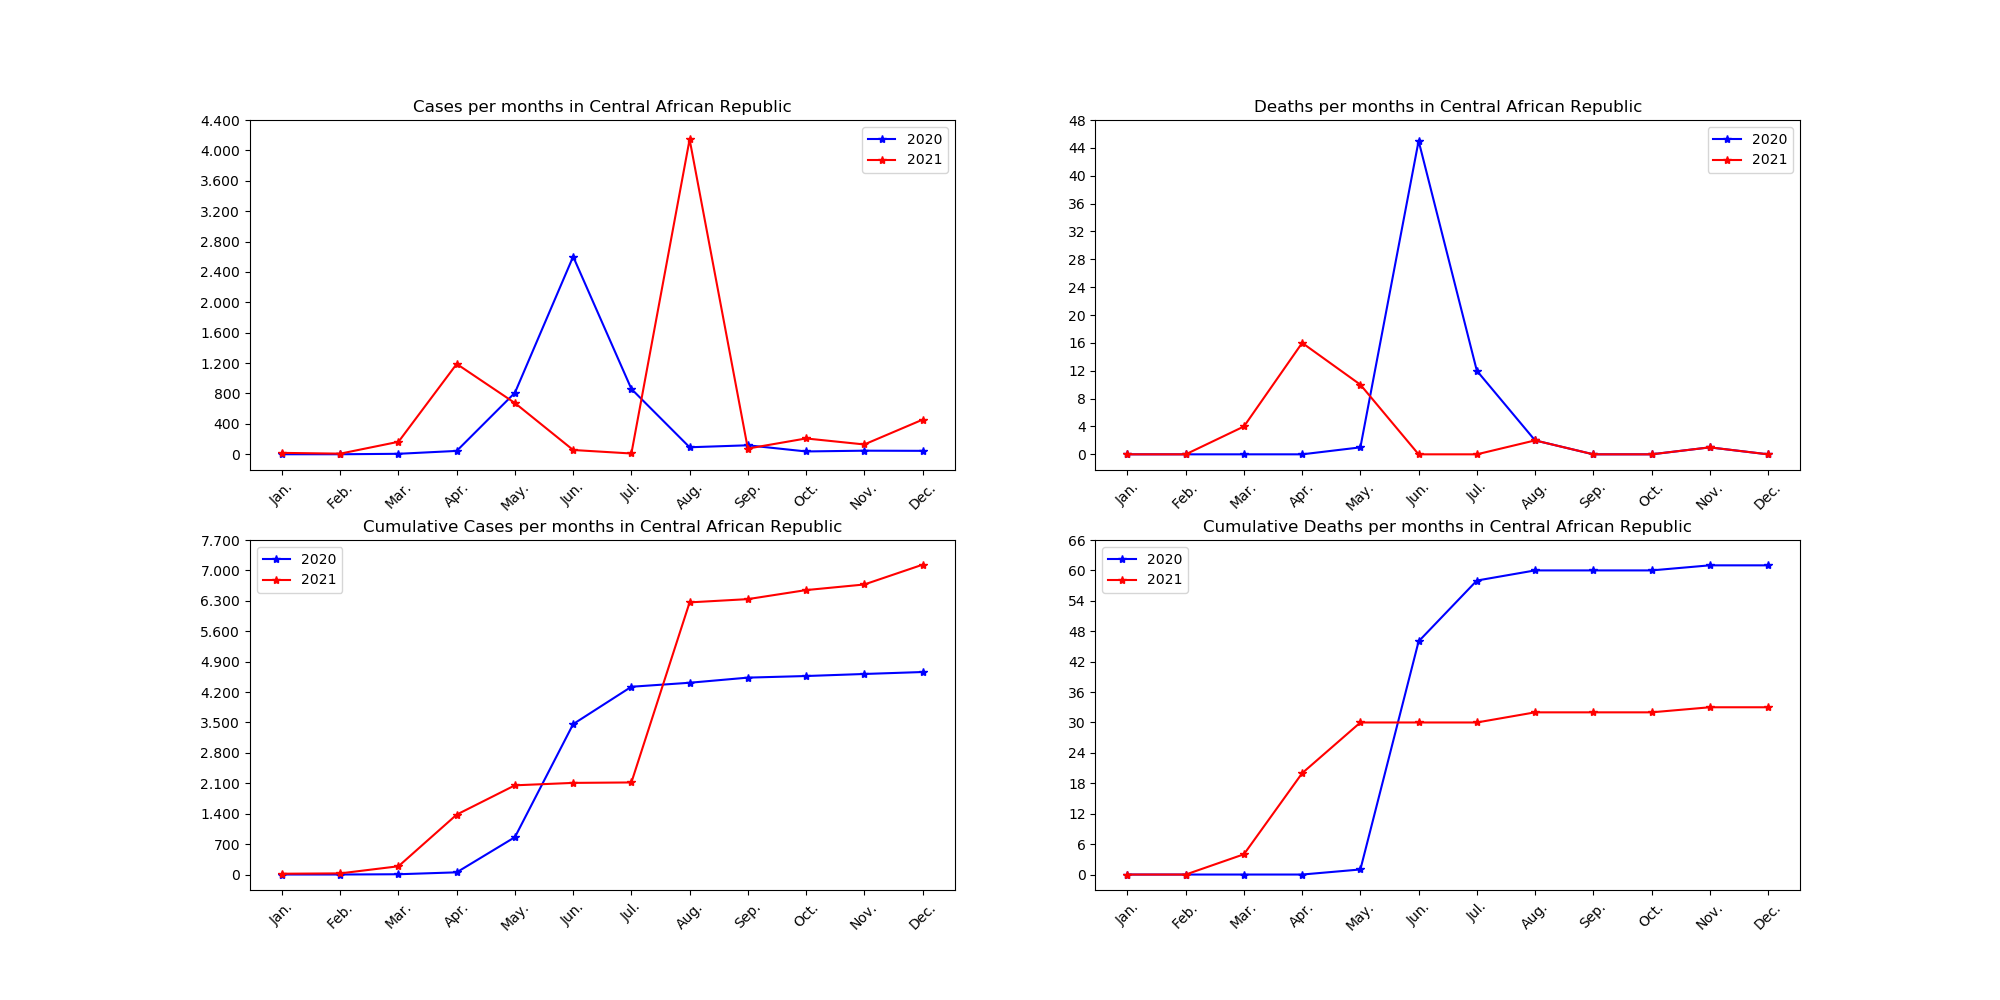 Cases per months in Central African Republic
4.400
4.000
3.600
3.200
2.800
2.400
2.000
1.600
1.200
800
400
0
2020
2021
Jan.
Feb.
Mar.
Apr.
May.
Jun.
Jul.
Aug.
Sep.
Oct.
Nov.
Dec.
Deaths per months in Central African Republic
48
44
40
36
32
28
24
20
16
12
8
4
0
2020
2021
Jan.
Feb.
Mar.
Apr.
May.
Jun.
Jul.
Aug.
Sep.
Oct.
Nov.
Dec.
Cumulative Cases per months in Central African Republic
7.700
7.000
6.300
5.600
4.900
4.200
3.500
2.800
2.100
1.400
700
0
2020
2021
Jan.
Feb.
Mar.
Apr.
May.
Jun.
Jul.
Aug.
Sep.
Oct.
Nov.
Dec.
Cumulative Deaths per months in Central African Republic
66
60
54
48
42
36
30
24
18
12
6
0
2020
2021
Jan.
Feb.
Mar.
Apr.
May.
Jun.
Jul.
Aug.
Sep.
Oct.
Nov.
Dec.